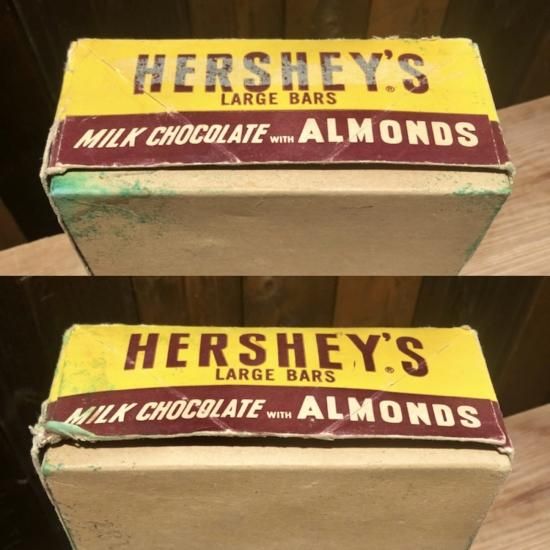 HERSHEY'S®
LARGE BARS
MILK CHOCOLATE WITH ALMONDS
HERSHEY'S®
LARGE BARS
MILK CHOCOLATE WITH ALMONDS